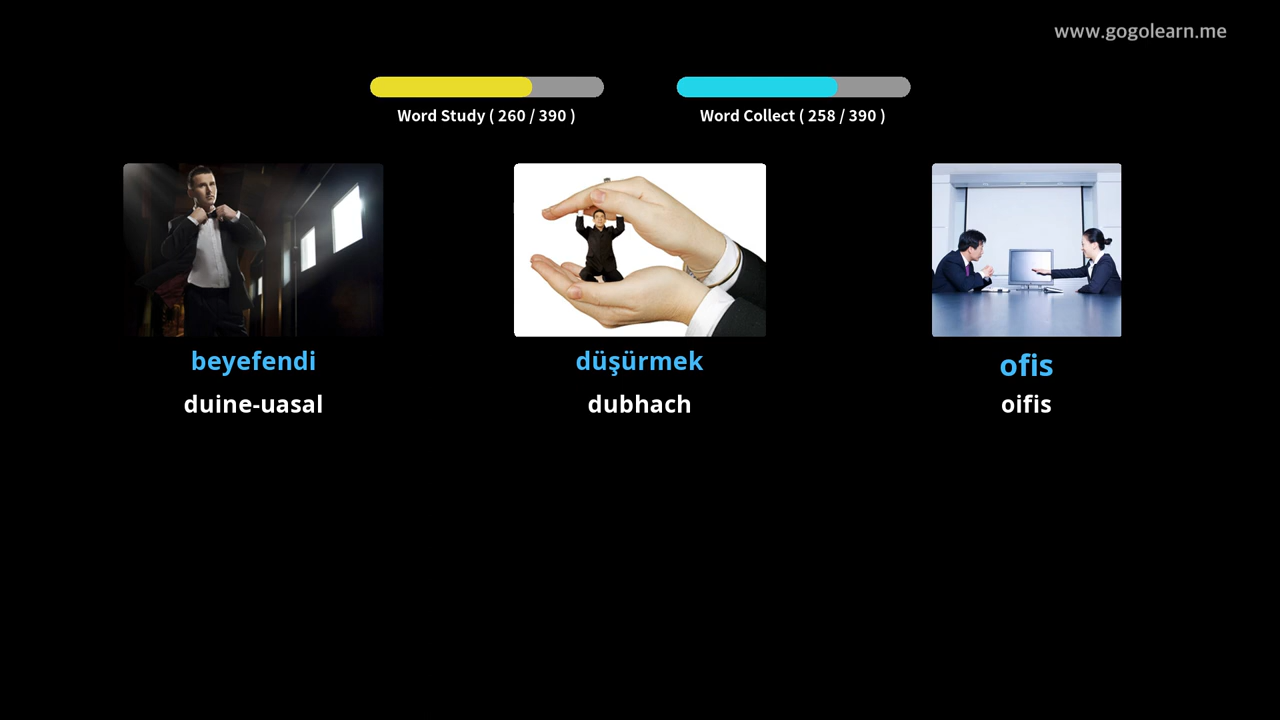 www.gogolearn.me
Word Study ( 260 / 390 )
Word Collect ( 258 / 390 )
beyefendi
düşürmek
ofis
duine-uasal
dubhach
oifis